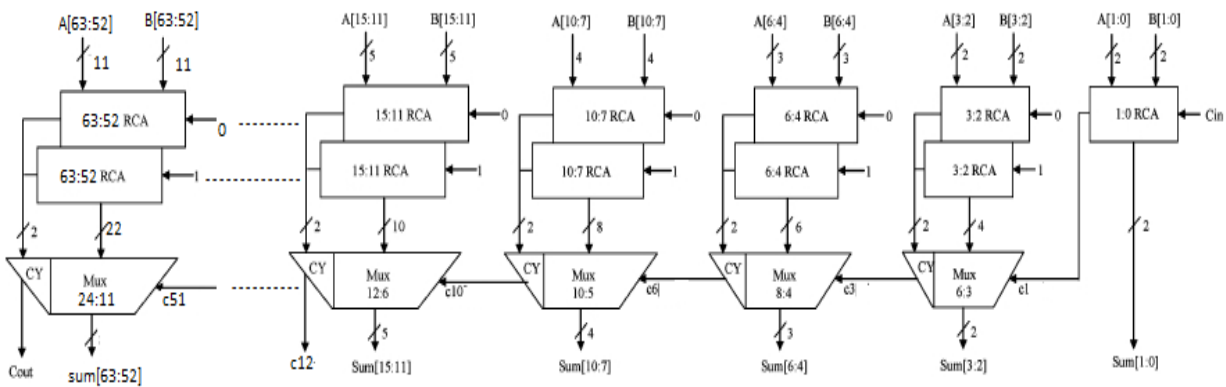 A[63:52] B[63:52] A[15:11] B[15:11] A[10:7] B[10:7] A[6:4] B[6:4] A[3:2] B[3:2] A[1:0] B[1:0]
11 11 5 5 4 4 3 3 2 2 2 2
63:52 RCA 0 15:11 RCA 0 10:7 RCA 0 6:4 RCA 0 3:2 RCA 0 1:0 RCA Cin
63:52 RCA 1 15:11 RCA 1 10:7 RCA 1 6:4 RCA 1 3:2 RCA 1
2 22 2 10 2 8 2 6 2 4 2
CY Mux CY Mux CY Mux CY Mux CY Mux
24:11 c51 12:6 c10 10:5 c6 8:4 c3 6:3 c1
5 4 3 2
Cout sum[63:52] c12 Sum[15:11] Sum[10:7] Sum[6:4] Sum[3:2] Sum[1:0]